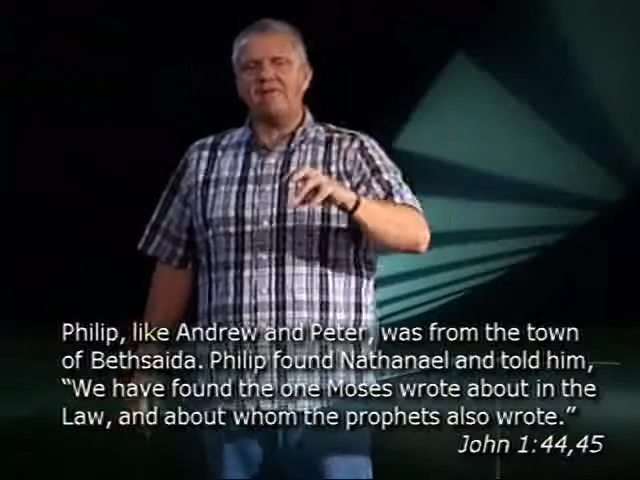 Philip, like Andrew and Peter, was from the town
of Bethsaida. Philip found Nathanael and told him,
“We have found the one Moses wrote about in the
Law, and about whom the prophets also wrote.”
John 1:44,45